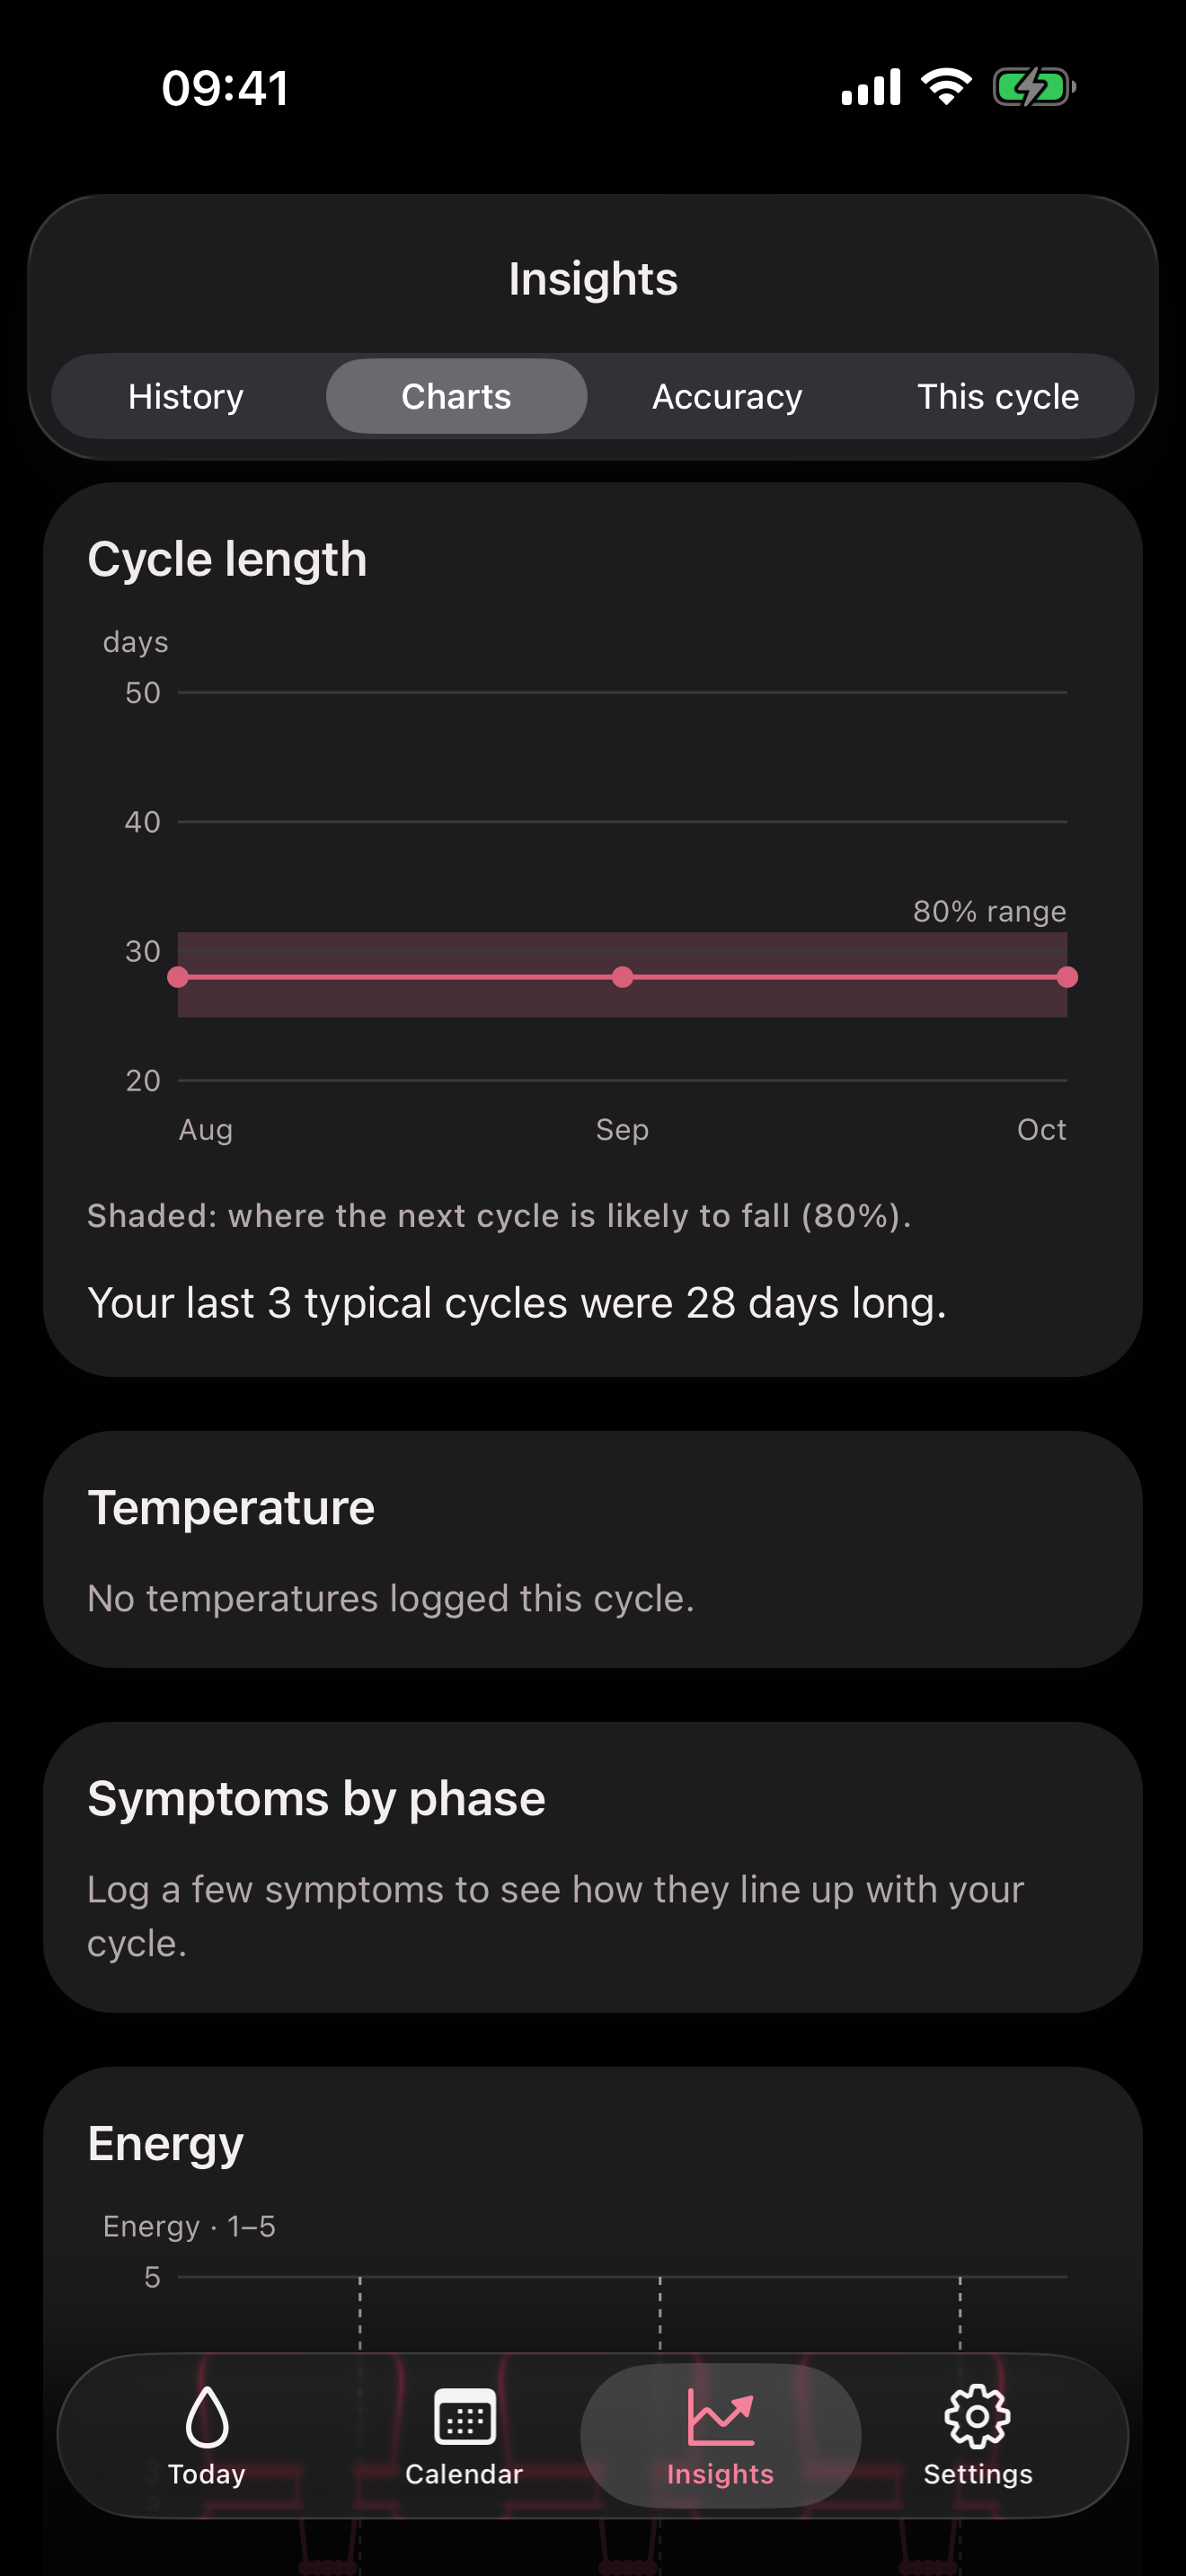 09:41
Insights
History
Charts
Accuracy
This cycle
Cycle length
days
50
40
80% range
30
20
Aug
Sep
Oct
Shaded: where the next cycle is likely to fall (80%).
Your last 3 typical cycles were 28 days long.
Temperature
No temperatures logged this cycle.
Symptoms by phase
Log a few symptoms to see how they line up with your
cycle.
Energy
Energy · 1–5
5
Today
Calendar
Insights
Settings